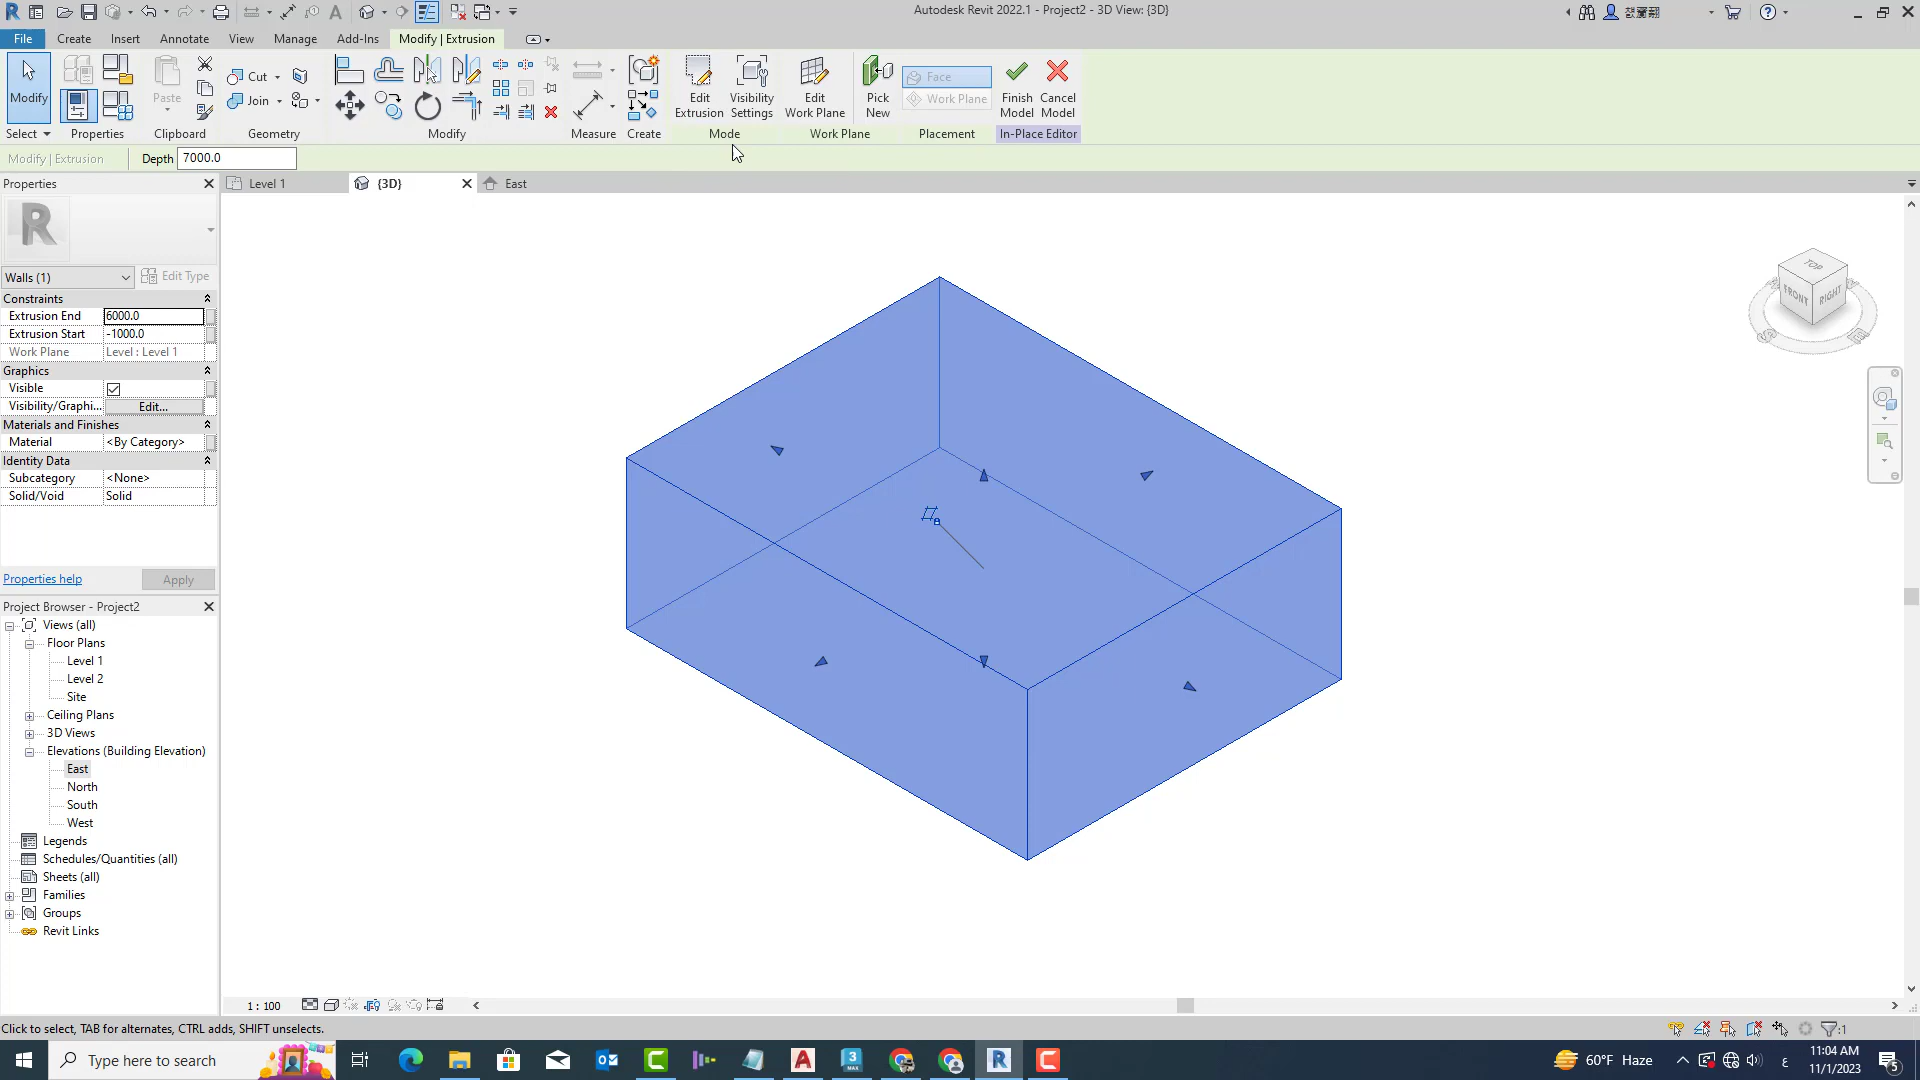 Autodesk Revit 2022.1 - Project2 - 3D View: {3D}
File
Create
Insert
Annotate
View
Manage
Add-Ins
Modify | Extrusion
Modify
Select
Properties
Paste
Clipboard
Cut
Join
Geometry
Modify
Measure
Create
Edit Extrusion
Visibility Settings
Mode
Edit Work Plane
Work Plane
Pick New
Face
Work Plane
Placement
Finish Model
Cancel Model
In-Place Editor
Modify | Extrusion
Depth
7000.0
Properties
Level 1
{3D}
East
Walls (1)
Edit Type
Constraints
Extrusion End 6000.0
Extrusion Start -1000.0
Work Plane Level : Level 1
Graphics
Visible
Visibility/Graphi... Edit...
Materials and Finishes
Material <By Category>
Identity Data
Subcategory <None>
Solid/Void Solid
Properties help
Apply
Project Browser - Project2
Views (all)
Floor Plans
Level 1
Level 2
Site
Ceiling Plans
3D Views
Elevations (Building Elevation)
East
North
South
West
Legends
Schedules/Quantities (all)
Sheets (all)
Families
Groups
Revit Links
TOP
FRONT
RIGHT
1 : 100
Click to select, TAB for alternates, CTRL adds, SHIFT unselects.
:1
Type here to search
60°F Haze
ع
11:04 AM
11/1/2023
5